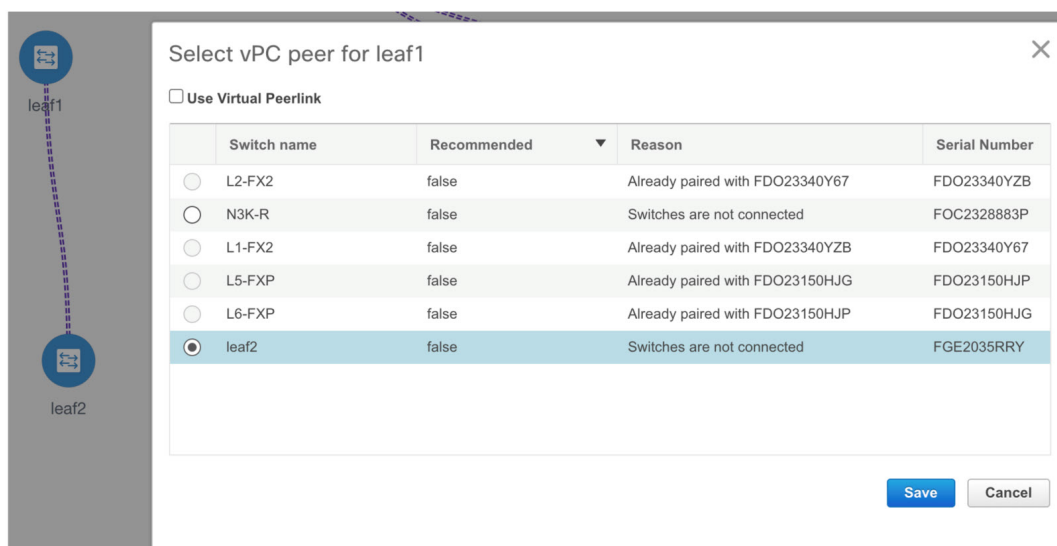 Select vPC peer for leaf1
Use Virtual Peerlink
Switch name Recommended Reason Serial Number
L2-FX2 false Already paired with FDO23340Y67 FDO23340YZB
N3K-R false Switches are not connected FOC2328883P
L1-FX2 false Already paired with FDO23340YZB FDO23340Y67
L5-FXP false Already paired with FDO23150HJG FDO23150HJP
L6-FXP false Already paired with FDO23150HJP FDO23150HJG
leaf2 false Switches are not connected FGE2035RRY
Save Cancel
leaf1
leaf2